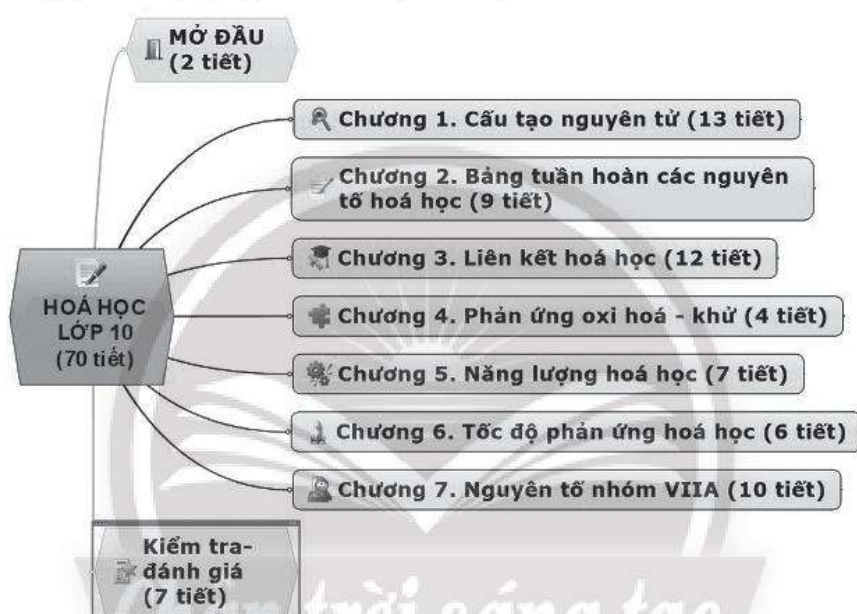 MỞ ĐẦU
(2 tiết)
Chương 1. Cấu tạo nguyên tử (13 tiết)
Chương 2. Bảng tuần hoàn các nguyên
tố hoá học (9 tiết)
Chương 3. Liên kết hoá học (12 tiết)
HOÁ HỌC
LỚP 10
(70 tiết)
Chương 4. Phản ứng oxi hoá - khử (4 tiết)
Chương 5. Năng lượng hoá học (7 tiết)
Chương 6. Tốc độ phản ứng hoá học (6 tiết)
Chương 7. Nguyên tố nhóm VIIA (10 tiết)
Kiểm tra-
đánh giá
(7 tiết)
trời sáng tạo